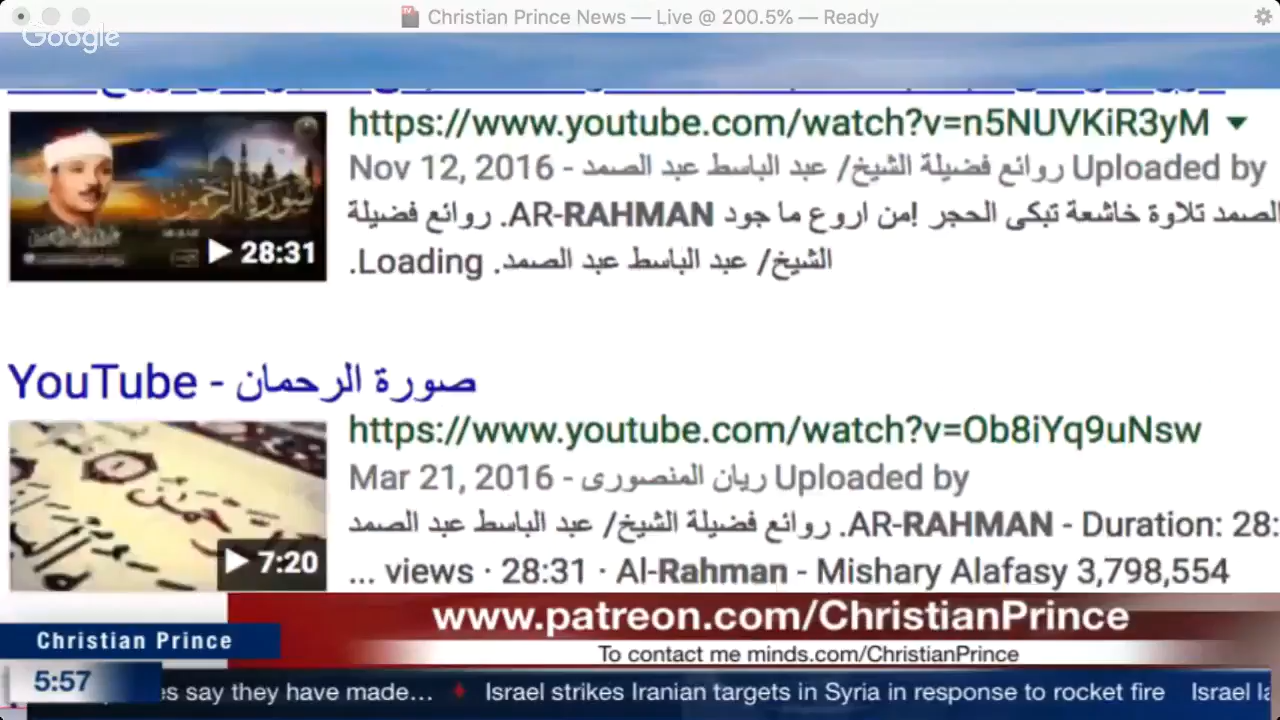 Christian Prince News — Live @ 200.5% — Ready
Google
https://www.youtube.com/watch?v=n5NUVKiR3yM
Nov 12, 2016 - روائع فضيلة الشيخ/ عبد الباسط عبد الصمد Uploaded by
الصمد تلاوة خاشعة تبكى الحجر !من اروع ما جود AR-RAHMAN. روائع فضيلة
الشيخ/ عبد الباسط عبد الصمد. Loading.
28:31
YouTube - صورة الرحمان
https://www.youtube.com/watch?v=Ob8iYq9uNsw
Mar 21, 2016 - ريان المنصورى Uploaded by
روائع فضيلة الشيخ/ عبد الباسط عبد الصمد .AR-RAHMAN - Duration: 28:
... views · 28:31 · Al-Rahman - Mishary Alafasy 3,798,554
7:20
www.patreon.com/ChristianPrince
Christian Prince
To contact me minds.com/ChristianPrince
5:57
es say they have made... Israel strikes Iranian targets in Syria in response to rocket fire Israel la